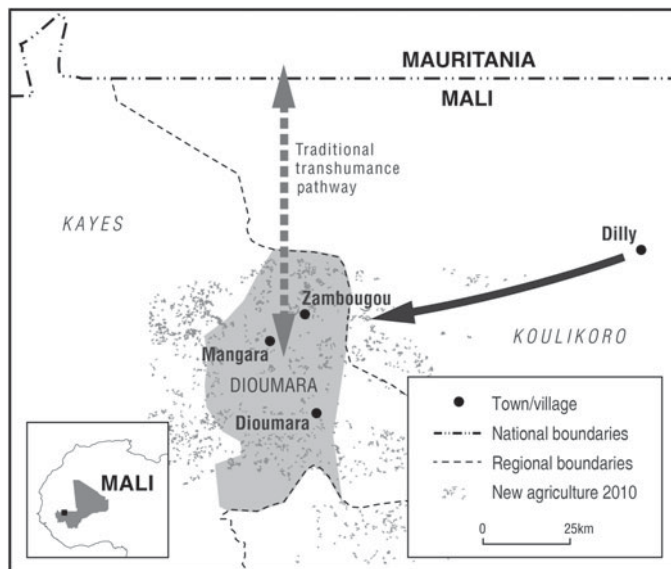 MAURITANIA
MALI
Traditional
transhumance
pathway
KAYES
Dilly
Zambougou
KOULIKORO
Mangara
DIOUMARA
Dioumara
Town/village
National boundaries
Regional boundaries
New agriculture 2010
0 25km
MALI